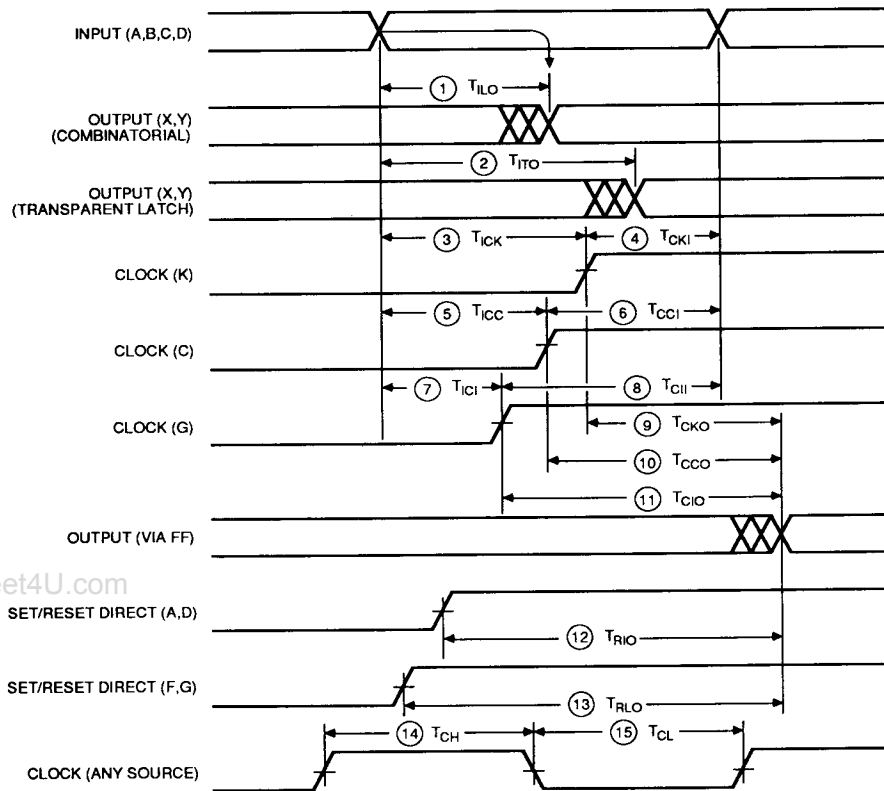 INPUT (A,B,C,D)
1 TILO
OUTPUT (X,Y)
(COMBINATORIAL)
2 TITO
OUTPUT (X,Y)
(TRANSPARENT LATCH)
3 TICK
4 TCKI
CLOCK (K)
5 TICC
6 TCCI
CLOCK (C)
7 TICI
8 TCII
CLOCK (G)
9 TCKO
10 TCCO
11 TCIO
OUTPUT (VIA FF)
eet4U.com
SET/RESET DIRECT (A,D)
12 TRIO
SET/RESET DIRECT (F,G)
13 TRLO
14 TCH
15 TCL
CLOCK (ANY SOURCE)